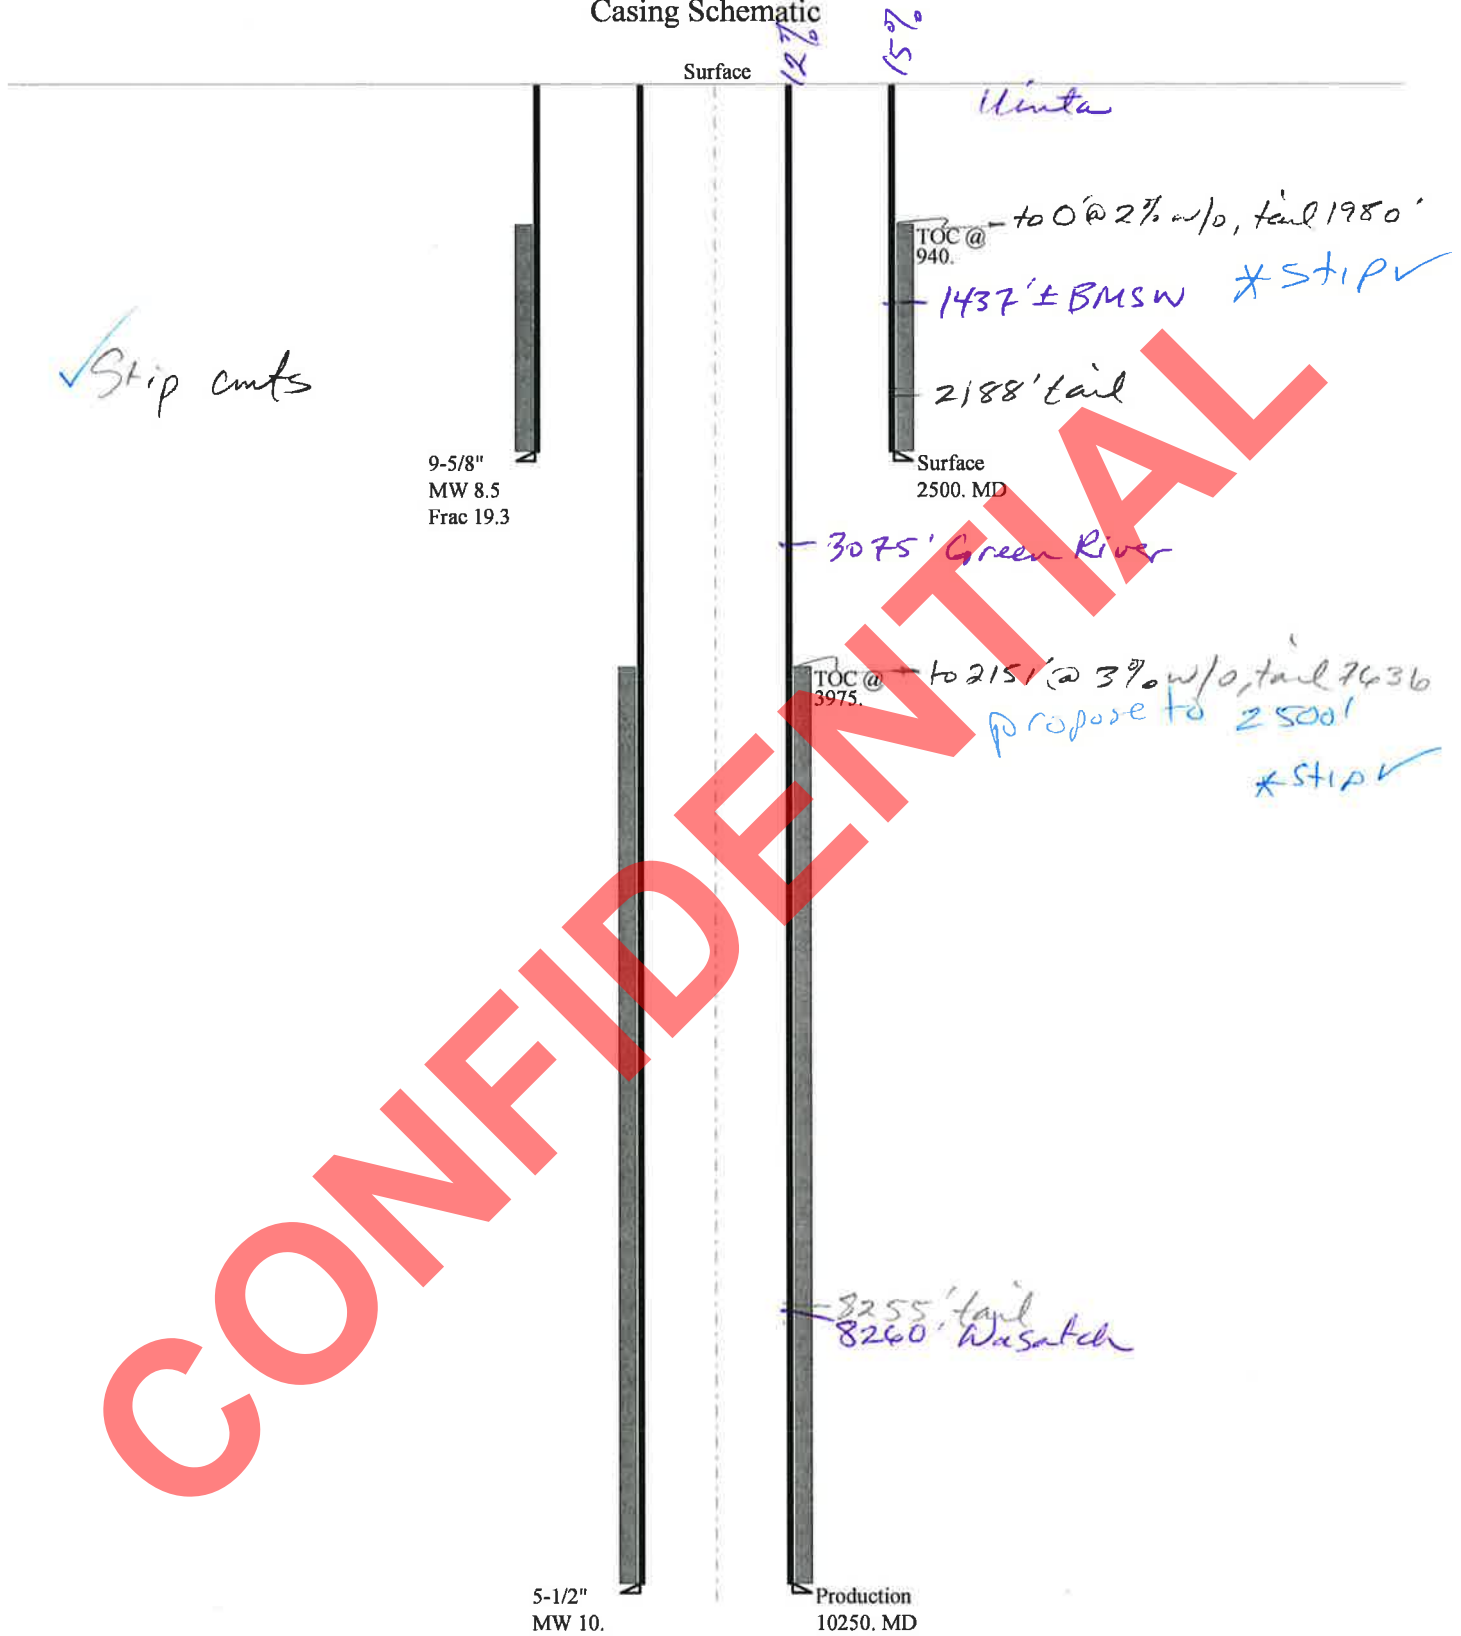 Casing Schematic
12%
15%
Surface
Uinta
to 0' @ 2% w/o, tail 1980'
TOC @
940.
1437' ± BMSW
* stip ✓
✓ Stip cmts
2188' tail
9-5/8"
MW 8.5
Frac 19.3
Surface
2500. MD
3075' Green River
to 2151' @ 3% w/o, tail 7636
TOC @
3975.
propose to 2500'
* stip ✓
8255' tail
8260' Wasatch
5-1/2"
MW 10.
Production
10250. MD
CONFIDENTIAL